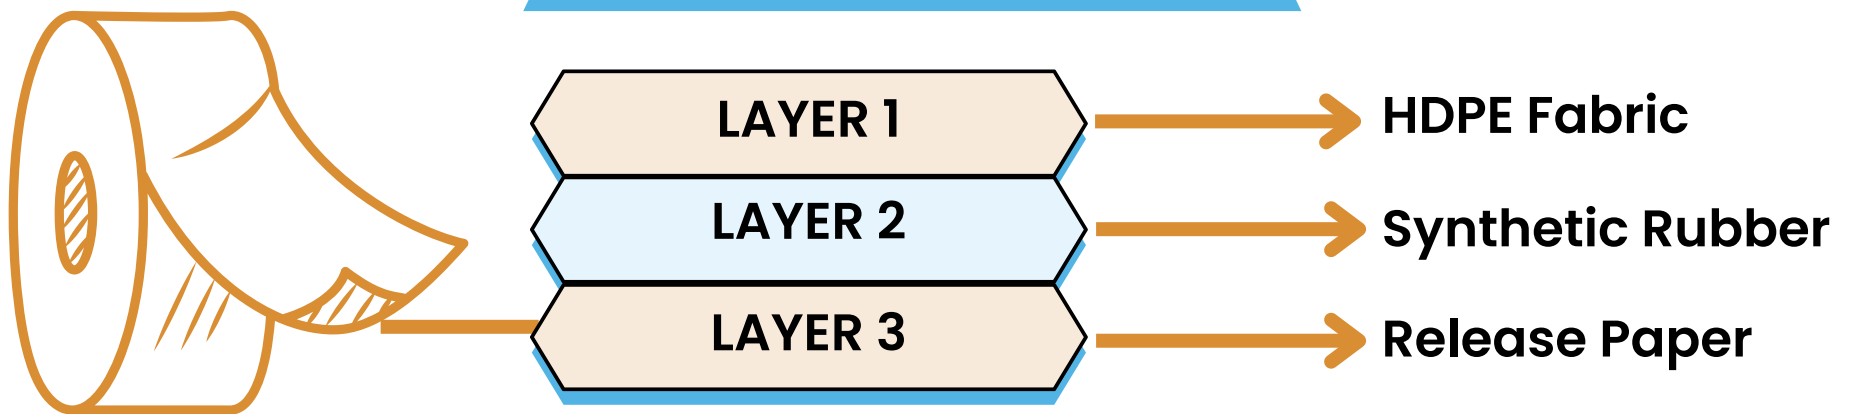 LAYER 1
HDPE Fabric
LAYER 2
Synthetic Rubber
LAYER 3
Release Paper